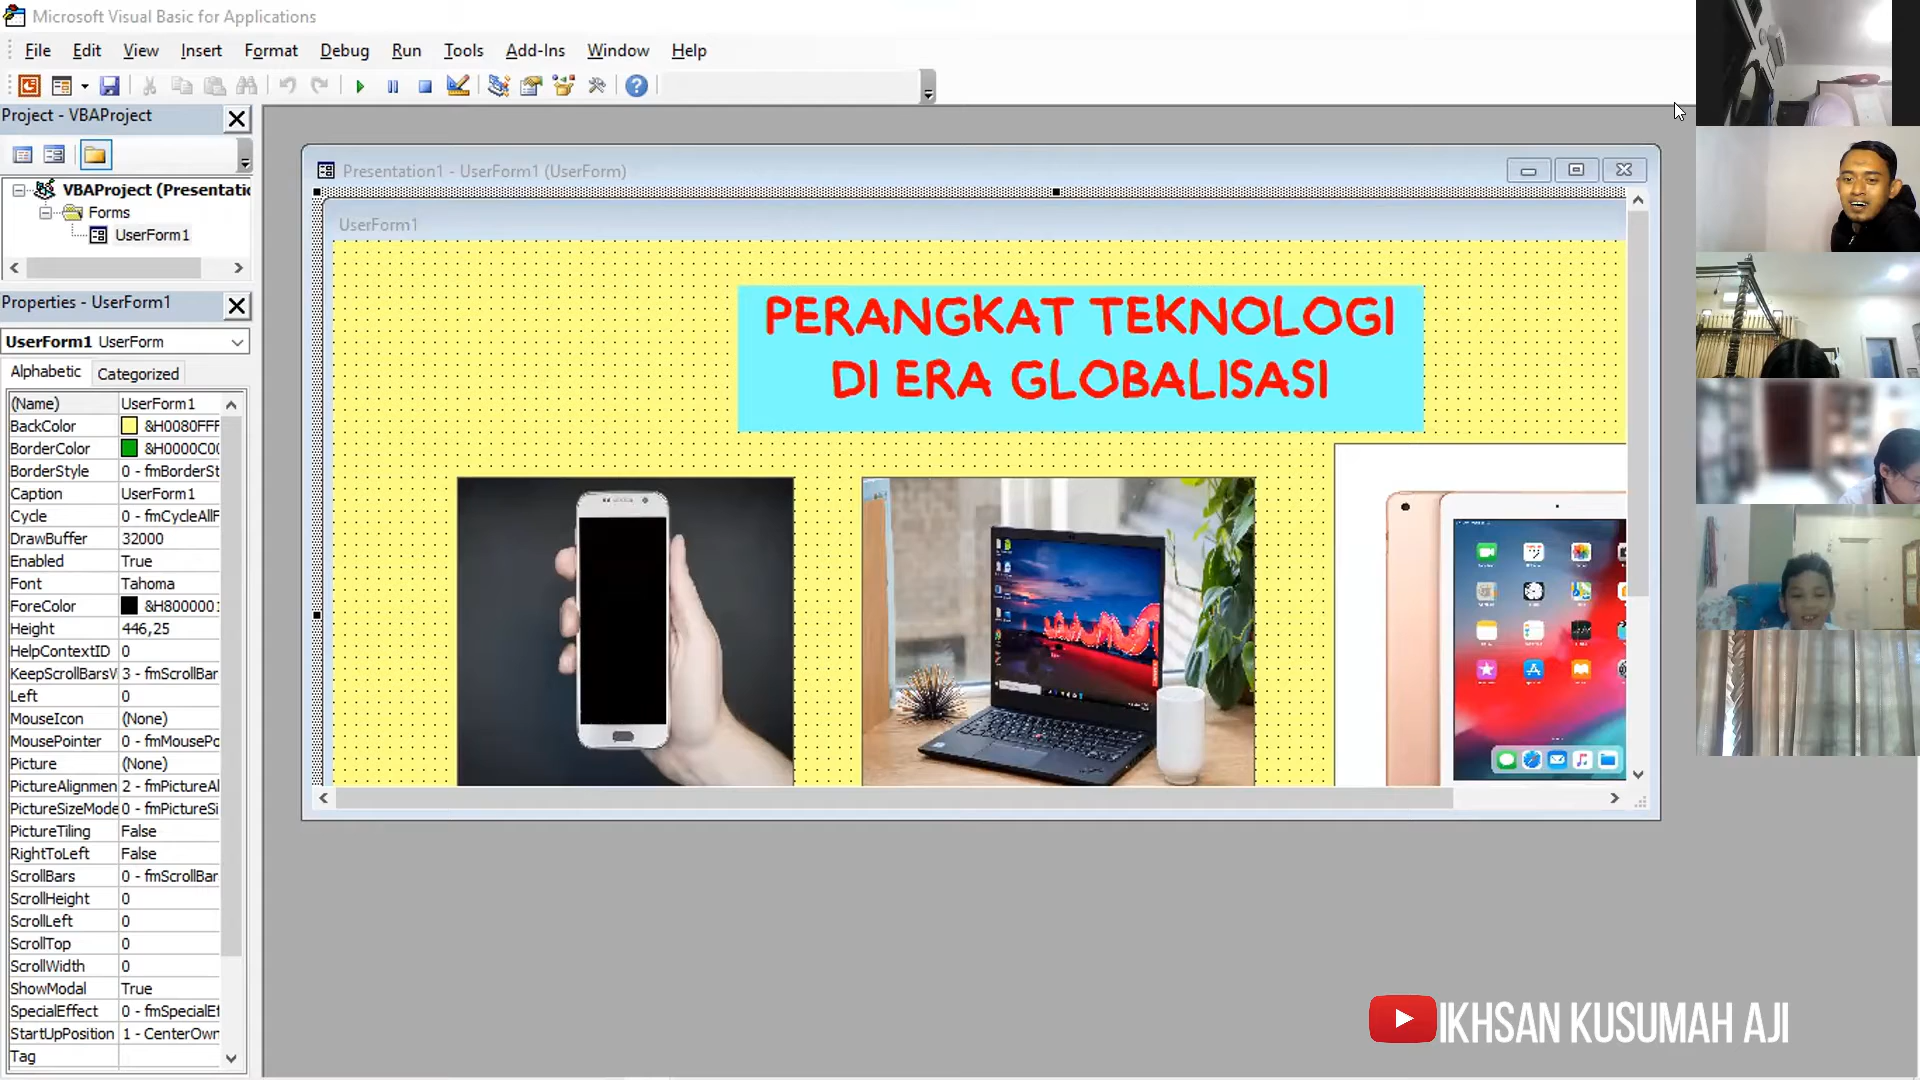 Microsoft Visual Basic for Applications
File Edit View Insert Format Debug Run Tools Add-Ins Window Help
Project - VBAProject
VBAProject (Presentatio
Forms
UserForm1
Properties - UserForm1
UserForm1 UserForm
Alphabetic Categorized
(Name) UserForm1
BackColor &H0080FFF
BorderColor &H0000C00
BorderStyle 0 - fmBorderSt
Caption UserForm1
Cycle 0 - fmCycleAllF
DrawBuffer 32000
Enabled True
Font Tahoma
ForeColor &H8000001
Height 446,25
HelpContextID 0
KeepScrollBarsV 3 - fmScrollBar
Left 0
MouseIcon (None)
MousePointer 0 - fmMousePo
Picture (None)
PictureAlignmen 2 - fmPictureAl
PictureSizeMode 0 - fmPictureSi
PictureTiling False
RightToLeft False
ScrollBars 0 - fmScrollBar
ScrollHeight 0
ScrollLeft 0
ScrollTop 0
ScrollWidth 0
ShowModal True
SpecialEffect 0 - fmSpecialEf
StartUpPosition 1 - CenterOwn
Tag
Presentation1 - UserForm1 (UserForm)
UserForm1
PERANGKAT TEKNOLOGI
DI ERA GLOBALISASI
IKHSAN KUSUMAH AJI